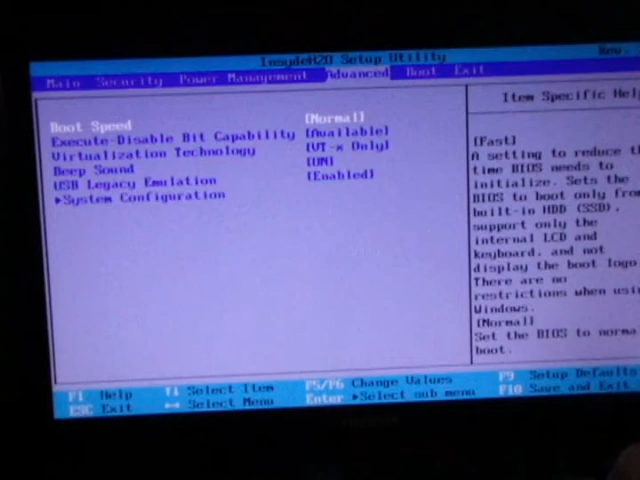 InsydeH2O Setup Utility Rev.
Main Security Power Management Advanced Boot Exit
Item Specific Help
Boot Speed [Normal]
Execute-Disable Bit Capability [Available]
Virtualization Technology [VT-x Only]
Beep Sound [ON]
USB Legacy Emulation [Enabled]
▶System Configuration
[Fast]
A setting to reduce th
time BIOS needs to
initialize. Sets the
BIOS to boot only from
built-in HDD (SSD),
support only the
internal LCD and
keyboard, and not
display the boot logo.
There are no
restrictions when usin
Windows.
[Normal]
Set the BIOS to norma
boot.
F1 Help ↑↓ Select Item F5/F6 Change Values F9 Setup Defaults
ESC Exit ↔ Select Menu Enter ▶Select sub menu F10 Save and Exit